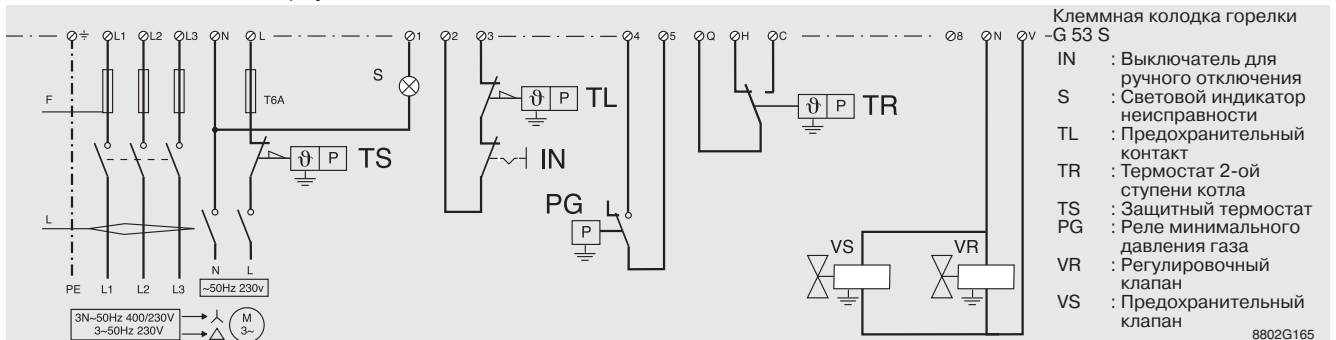 ⏚ L1 L2 L3 N L 1 2 3 4 5 Q H C 8 N V
Клеммная колодка горелки
G 53 S
IN : Выключатель для
ручного отключения
S : Световой индикатор
неисправности
TL : Предохранительный
контакт
TR : Термостат 2-ой
ступени котла
TS : Защитный термостат
PG : Реле минимального
давления газа
VR : Регулировочный
клапан
VS : Предохранительный
клапан
8802G165
F
T6A
S
ϑ P TL
ϑ P TR
ϑ P TS
IN
PG
P
L
VS
VR
N L
PE L1 L2 L3
~50Hz 230v
3N~50Hz 400/230V
3~50Hz 230V
M
3~